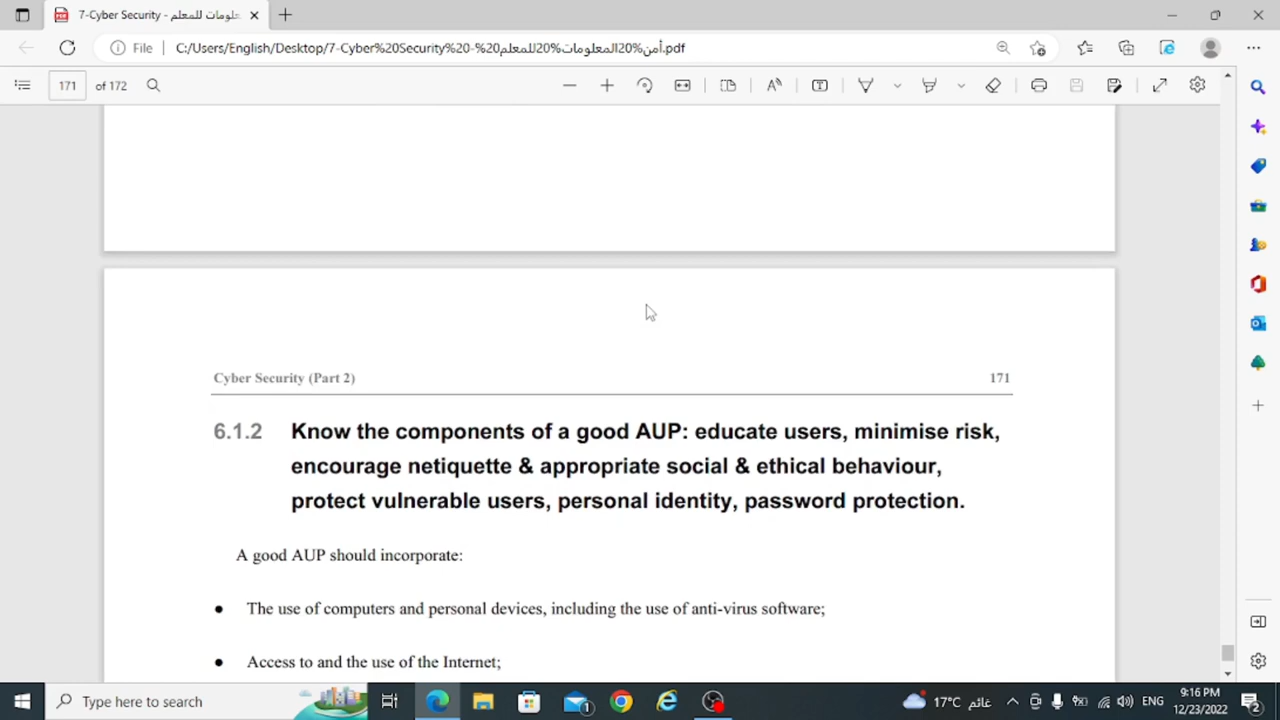 7-Cyber Security - أمن المعلومات للمعلم
File
C:/Users/English/Desktop/7-Cyber%20Security%20-%20أمن%20المعلومات%20للمعلم.pdf
171 of 172
Cyber Security (Part 2) 171
6.1.2 Know the components of a good AUP: educate users, minimise risk,
encourage netiquette & appropriate social & ethical behaviour,
protect vulnerable users, personal identity, password protection.
A good AUP should incorporate:
● The use of computers and personal devices, including the use of anti-virus software;
● Access to and the use of the Internet;
Type here to search
1
17°C غائم
ENG
9:16 PM
12/23/2022
2